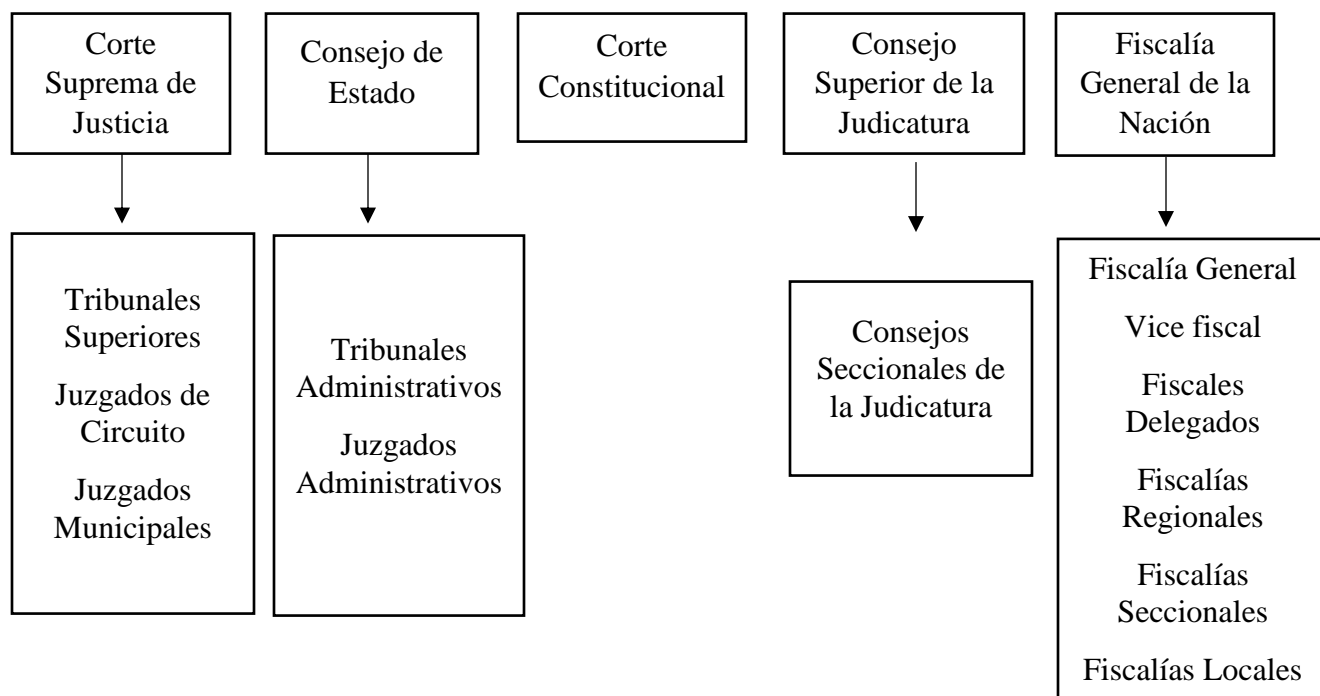 Corte
Suprema de
Justicia
Consejo de
Estado
Corte
Constitucional
Consejo
Superior de la
Judicatura
Fiscalía
General de la
Nación
Tribunales
Superiores
Juzgados de
Circuito
Juzgados
Municipales
Tribunales
Administrativos
Juzgados
Administrativos
Consejos
Seccionales de
la Judicatura
Fiscalía General
Vice fiscal
Fiscales
Delegados
Fiscalías
Regionales
Fiscalías
Seccionales
Fiscalías Locales